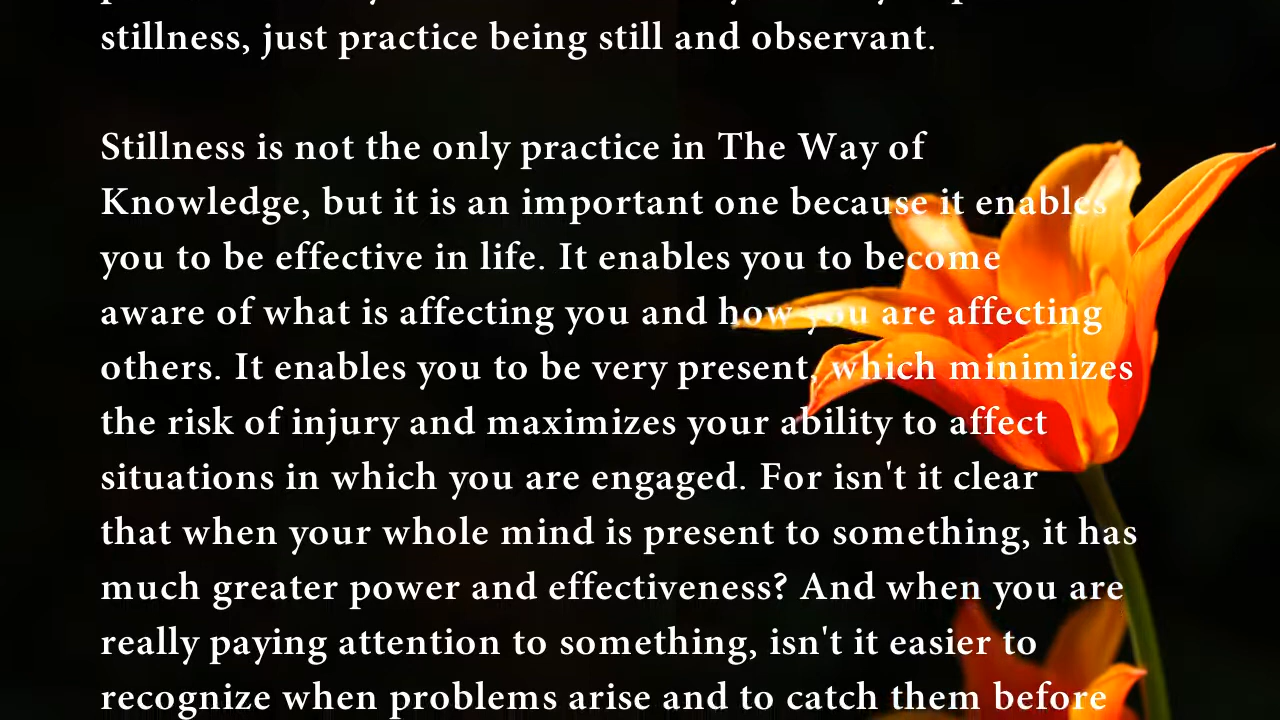 stillness, just practice being still and observant.
Stillness is not the only practice in The Way of
Knowledge, but it is an important one because it enables
you to be effective in life. It enables you to become
aware of what is affecting you and how you are affecting
others. It enables you to be very present, which minimizes
the risk of injury and maximizes your ability to affect
situations in which you are engaged. For isn't it clear
that when your whole mind is present to something, it has
much greater power and effectiveness? And when you are
really paying attention to something, isn't it easier to
recognize when problems arise and to catch them before